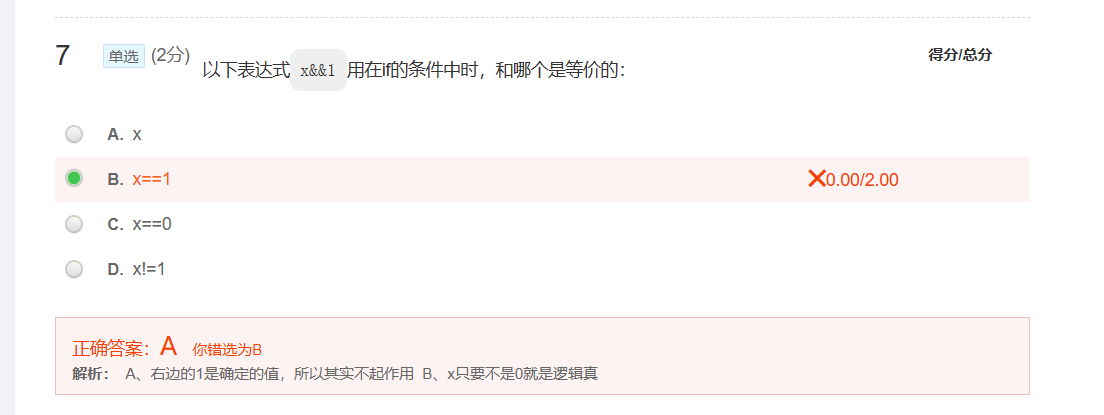 7 单选 (2分) 以下表达式 x&&1 用在if的条件中时，和哪个是等价的： 得分/总分
A. x
B. x==1 ✕0.00/2.00
C. x==0
D. x!=1
正确答案：A 你错选为B
解析： A、右边的1是确定的值，所以其实不起作用 B、x只要不是0就是逻辑真